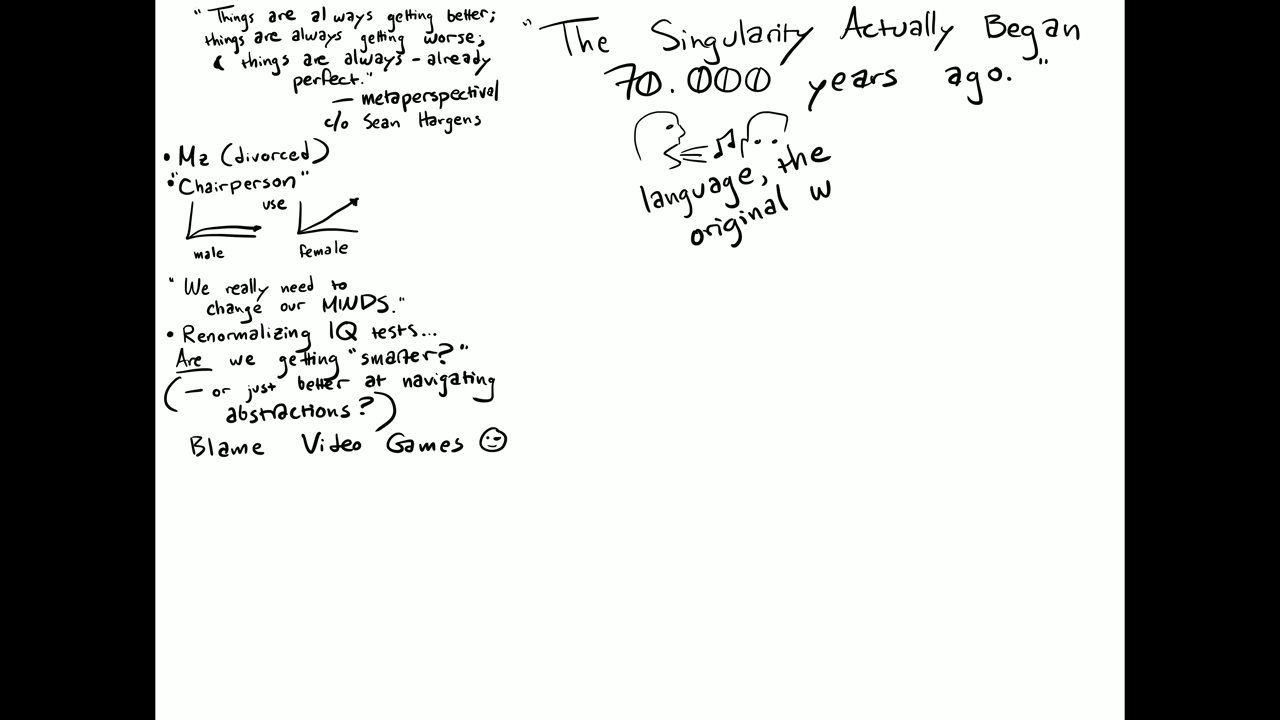 "Things are always getting better;
things are always getting worse;
& things are always-already
perfect."
— metaperspectival
c/o Sean Hargens
• Mz (divorced)
• "Chairperson"
use
male
female
"We really need to
change our MINDS."
• Renormalizing IQ tests...
Are we getting "smarter?"
(— or just better at navigating
abstractions?)
Blame Video Games
"The Singularity Actually Began
70.000 years ago."
language, the
original w